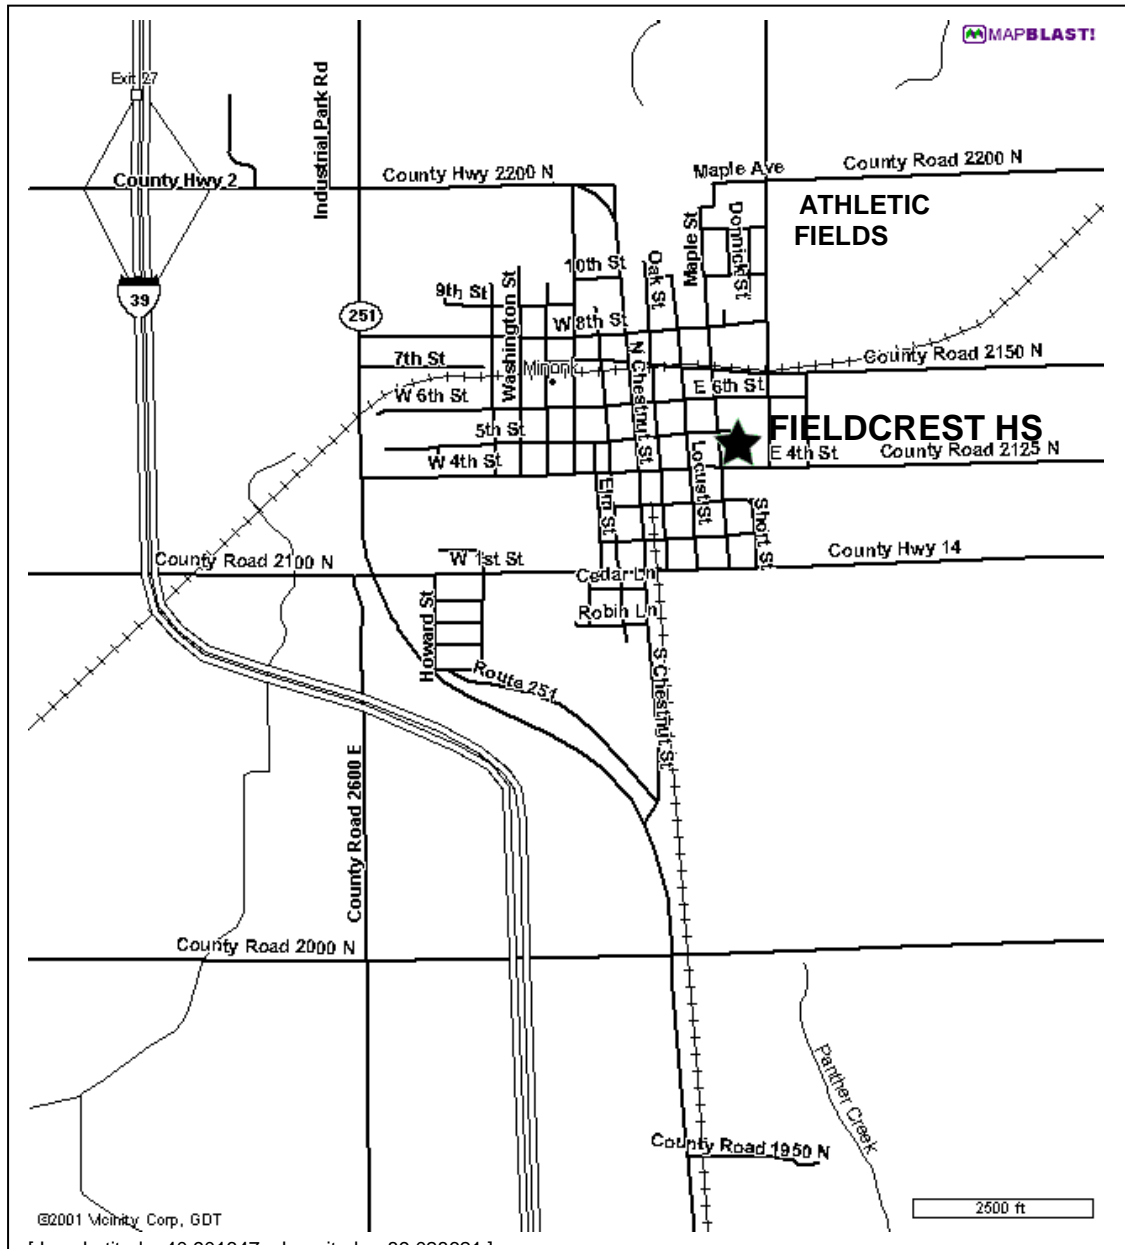 MAPBLAST!
Exit 27
Industrial Park Rd
County Hwy 2
County Hwy 2200 N
Maple Ave
County Road 2200 N
ATHLETIC
FIELDS
Maple St
Dornick St
Oak St
10th St
39
9th St
Washington St
251
W 8th St
7th St
Minonk
N Chestnut St
County Road 2150 N
W 6th St
E 6th St
5th St
FIELDCREST HS
W 4th St
E 4th St
County Road 2125 N
Locust St
Elm St
Short St
County Road 2100 N
W 1st St
County Hwy 14
Cedar Ln
Robin Ln
Howard St
Route 251
S Chestnut St
County Road 2600 E
County Road 2000 N
Panther Creek
County Road 1950 N
©2001 Vicinity Corp, GDT
2500 ft